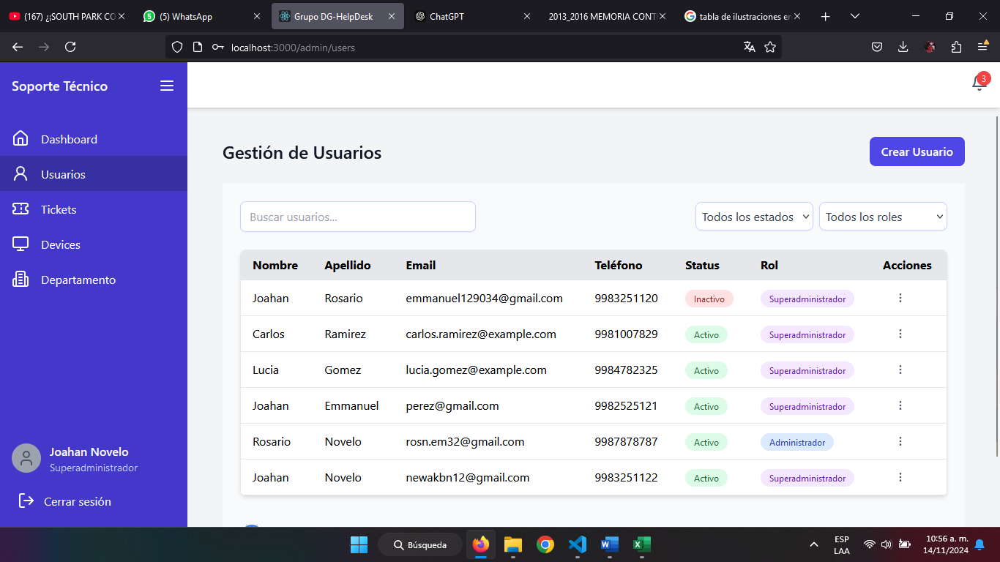 (167) ¿¡SOUTH PARK CO
(5) WhatsApp
Grupo DG-HelpDesk
ChatGPT
2013_2016 MEMORIA CONTI
tabla de ilustraciones en
localhost:3000/admin/users
Soporte Técnico
3
Dashboard
Usuarios
Tickets
Devices
Departamento
Joahan Novelo
Superadministrador
Cerrar sesión
Gestión de Usuarios
Crear Usuario
Buscar usuarios...
Todos los estados
Todos los roles
Nombre Apellido Email Teléfono Status Rol Acciones
Joahan Rosario emmanuel129034@gmail.com 9983251120 Inactivo Superadministrador
Carlos Ramirez carlos.ramirez@example.com 9981007829 Activo Superadministrador
Lucia Gomez lucia.gomez@example.com 9984782325 Activo Superadministrador
Joahan Emmanuel perez@gmail.com 9982525121 Activo Superadministrador
Rosario Novelo rosn.em32@gmail.com 9987878787 Activo Administrador
Joahan Novelo newakbn12@gmail.com 9983251122 Activo Superadministrador
Búsqueda
ESP
LAA
10:56 a. m.
14/11/2024